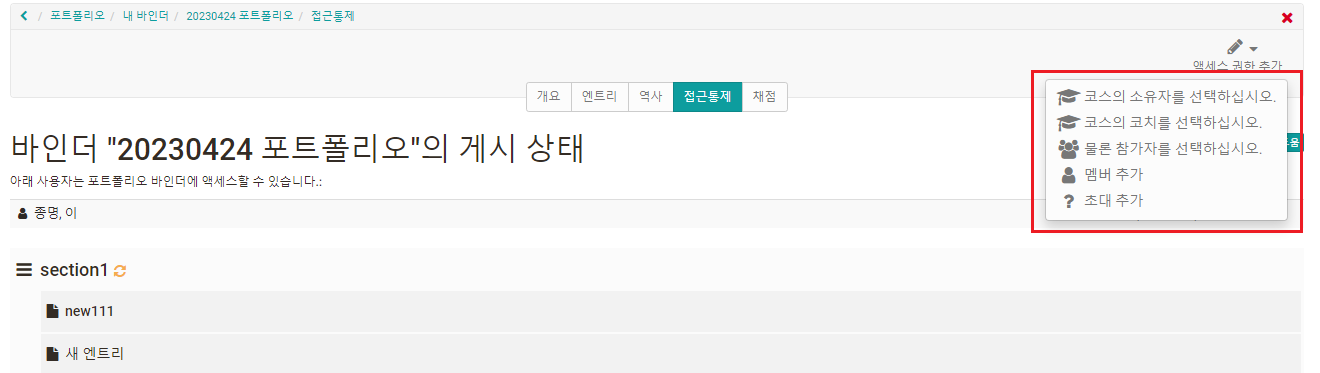 / 포트폴리오 / 내 바인더 / 20230424 포트폴리오 / 접근통제
액세스 권한 추가
개요 엔트리 역사 접근통제 채점
코스의 소유자를 선택하십시오.
코스의 코치를 선택하십시오.
물론 참가자를 선택하십시오.
멤버 추가
초대 추가
바인더 "20230424 포트폴리오"의 게시 상태
아래 사용자는 포트폴리오 바인더에 액세스할 수 있습니다.:
종명, 이
section1
new111
새 엔트리